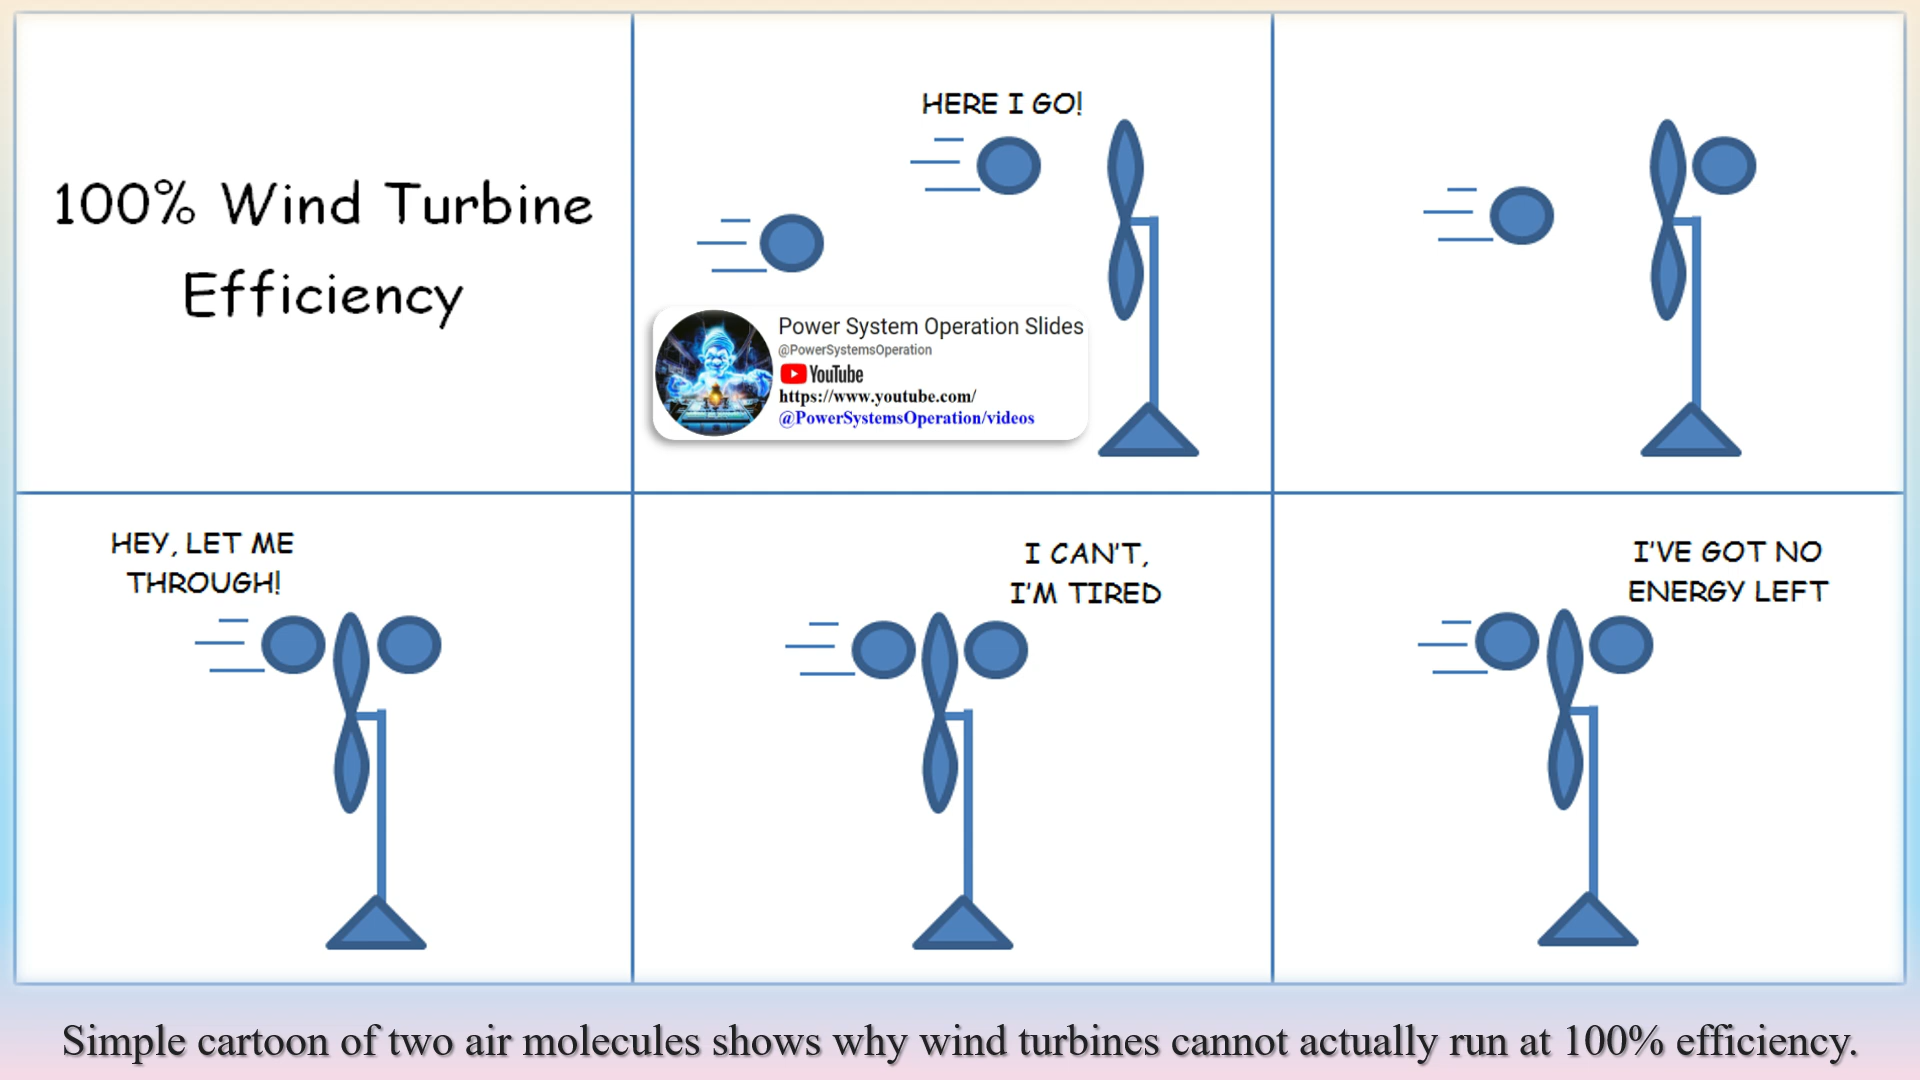 100% Wind Turbine
Efficiency
HERE I GO!
Power System Operation Slides
@PowerSystemsOperation
YouTube
https://www.youtube.com/
@PowerSystemsOperation/videos
HEY, LET ME
THROUGH!
I CAN'T,
I'M TIRED
I'VE GOT NO
ENERGY LEFT
Simple cartoon of two air molecules shows why wind turbines cannot actually run at 100% efficiency.